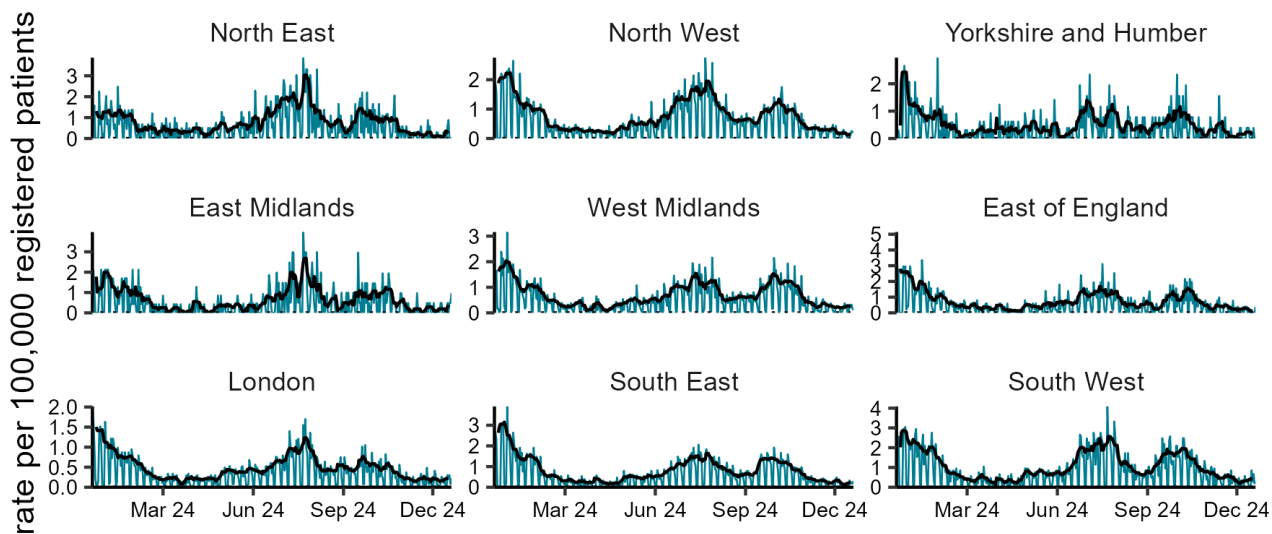 rate per 100,000 registered patients
North East
North West
Yorkshire and Humber
3
2
1
0
2
1
0
2
1
0
East Midlands
West Midlands
East of England
3
2
1
0
3
2
1
0
5
4
3
2
1
0
London
South East
South West
2.0
1.5
1.0
0.5
0.0
3
2
1
0
4
3
2
1
0
Mar 24 Jun 24 Sep 24 Dec 24
Mar 24 Jun 24 Sep 24 Dec 24
Mar 24 Jun 24 Sep 24 Dec 24